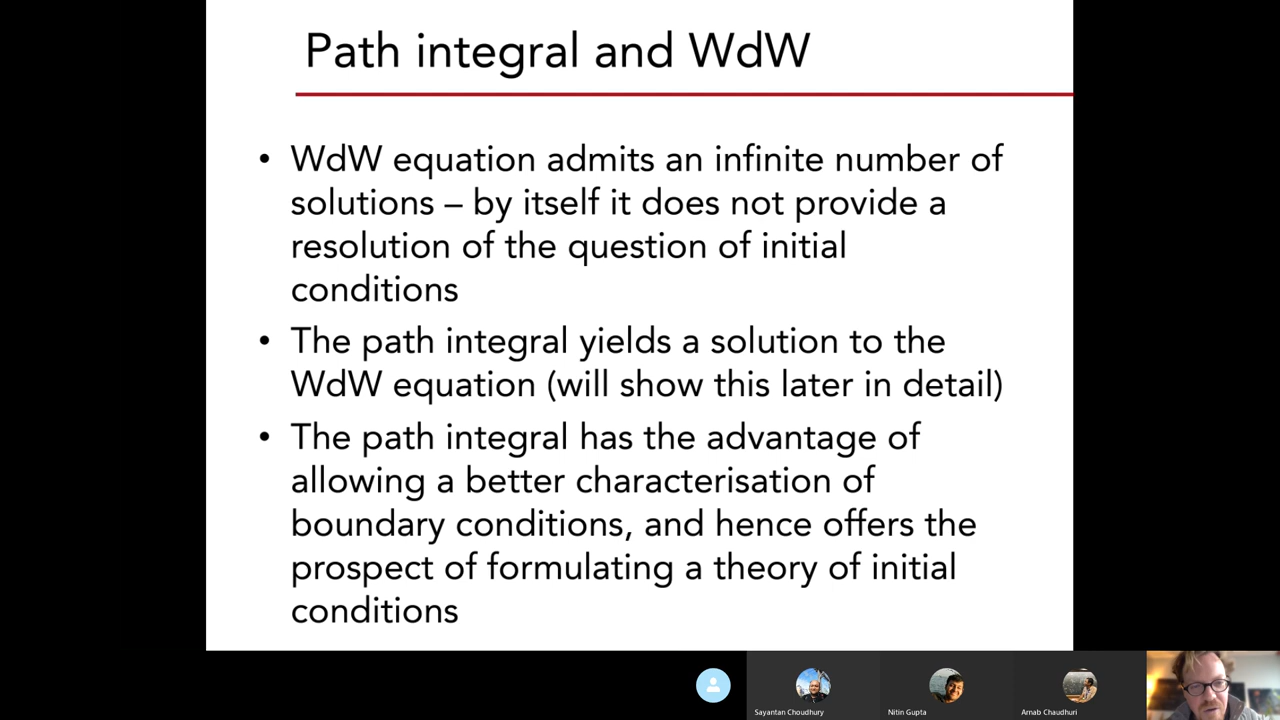 Path integral and WdW
• WdW equation admits an infinite number of
solutions – by itself it does not provide a
resolution of the question of initial
conditions
• The path integral yields a solution to the
WdW equation (will show this later in detail)
• The path integral has the advantage of
allowing a better characterisation of
boundary conditions, and hence offers the
prospect of formulating a theory of initial
conditions
Sayantan Choudhury
Nitin Gupta
Arnab Chaudhuri